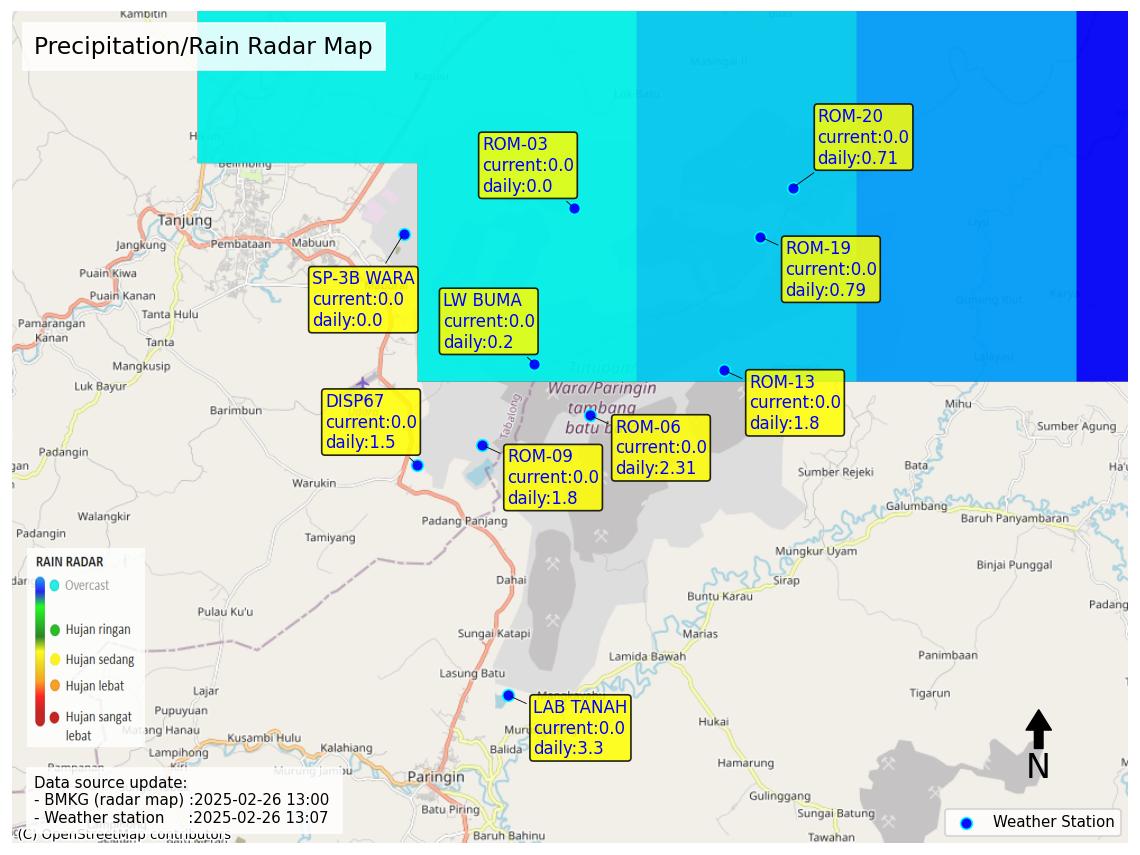 Kambitin
Precipitation/Rain Radar Map
Kapului
Masingai II
Luk Batu
ROM-20
current:0.0
daily:0.71
ROM-03
current:0.0
daily:0.0
Belimbing
Tanjung
Jangkung
Pembataan
Mabuun
ROM-19
current:0.0
daily:0.79
Puain Kiwa
Puain Kanan
SP-3B WARA
current:0.0
daily:0.0
LW BUMA
current:0.0
daily:0.2
Tanta Hulu
Pamarangan
Kanan
Tanta
Mangkusip
Luk Bayur
Tutupan
Wara/Paringin
tambang
batu b
Tabalong
ROM-13
current:0.0
daily:1.8
DISP67
current:0.0
daily:1.5
ROM-06
current:0.0
daily:2.31
ROM-09
current:0.0
daily:1.8
Barimbun
Mihu
Sumber Agung
Padangin
Warukin
Bata
Sumber Rejeki
Galumbang
Baruh Panyambaran
Walangkir
Padangin
Tamiyang
Padang Panjang
Mungkur Uyam
Binjai Punggal
Sirap
Dahai
Buntu Karau
Padang
Pulau Ku'u
Sungai Katapi
Marias
Lamida Bawah
Panimbaan
Lasung Batu
Tigarun
Lajar
Pupuyuan
Matang Hanau
Hukai
RAIN RADAR
Overcast
Hujan ringan
Hujan sedang
Hujan lebat
Hujan sangat
lebat
LAB TANAH
current:0.0
daily:3.3
Kusambi Hulu
Kalahiang
Lampihong
Balida
Murung Jambu
Paringin
Hamarung
N
Batu Piring
Gulinggang
Sungai Batung
Baruh Bahinu
Tawahan
Data source update:
- BMKG (radar map) :2025-02-26 13:00
- Weather station :2025-02-26 13:07
(C) OpenStreetMap contributors
Weather Station